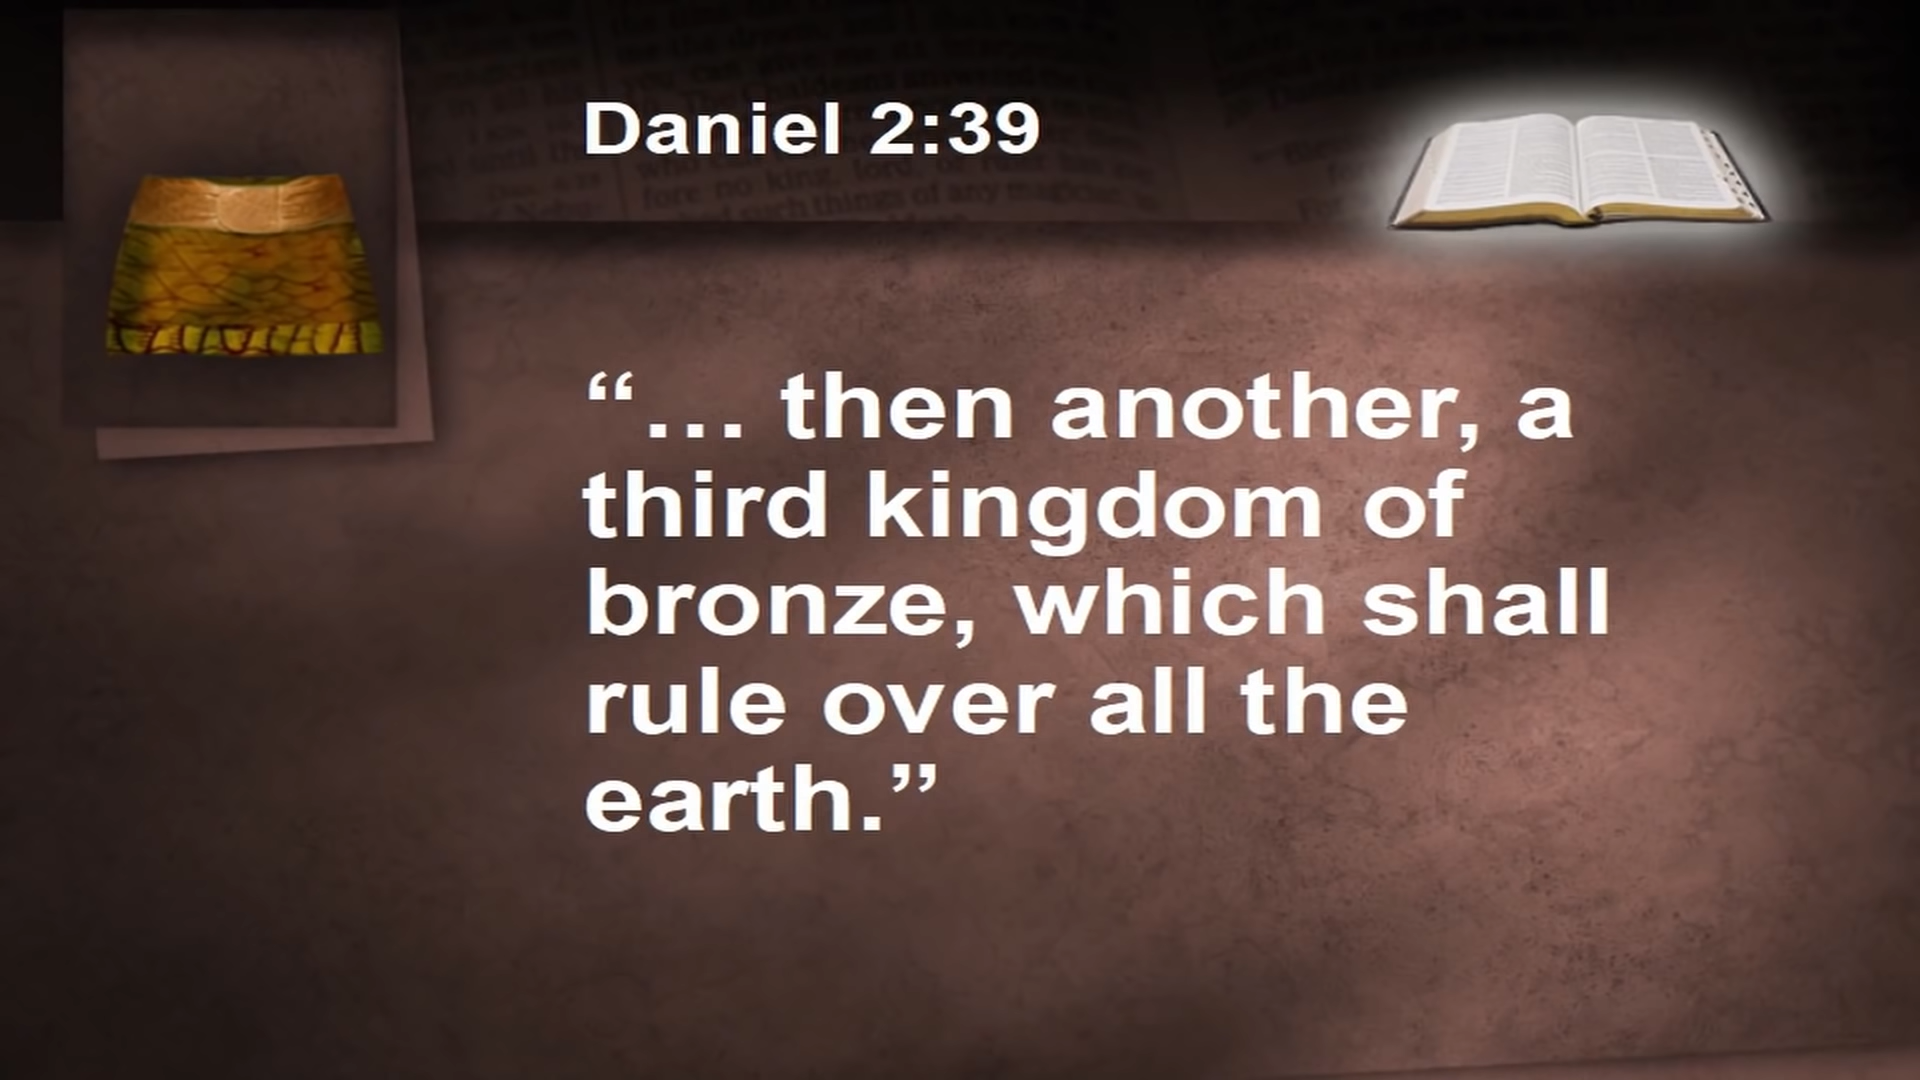 Daniel 2:39
“… then another, a
third kingdom of
bronze, which shall
rule over all the
earth.”